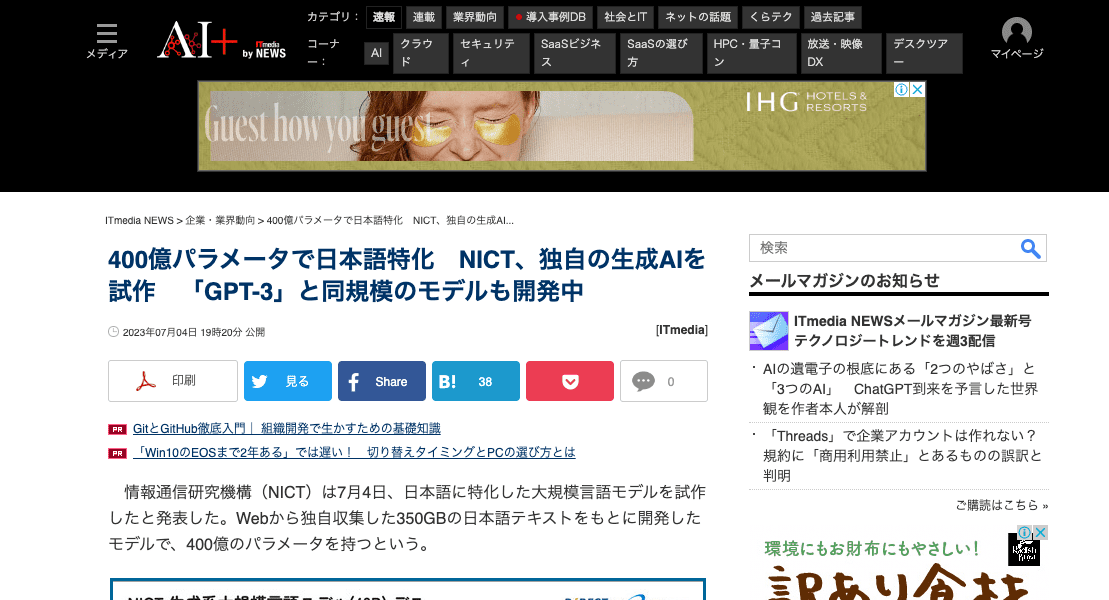 メディア
AI+ by ITmedia NEWS
カテゴリ： 速報 連載 業界動向 導入事例DB 社会とIT ネットの話題 くらテク 過去記事
コーナー： AI クラウド セキュリティ SaaSビジネス SaaSの選び方 HPC・量子コン 放送・映像DX デスクツアー
マイページ
Guest how you guest
IHG HOTELS & RESORTS
ITmedia NEWS > 企業・業界動向 > 400億パラメータで日本語特化　NICT、独自の生成AI...
400億パラメータで日本語特化　NICT、独自の生成AIを
試作　「GPT-3」と同規模のモデルも開発中
2023年07月04日 19時20分 公開
[ITmedia]
印刷 見る Share B! 38 0
PR GitとGitHub徹底入門｜ 組織開発で生かすための基礎知識
PR 「Win10のEOSまで2年ある」では遅い！　切り替えタイミングとPCの選び方とは
　情報通信研究機構（NICT）は7月4日、日本語に特化した大規模言語モデルを試作
したと発表した。Webから独自収集した350GBの日本語テキストをもとに開発した
モデルで、400億のパラメータを持つという。
検索
メールマガジンのお知らせ
ITmedia NEWSメールマガジン最新号
テクノロジートレンドを週3配信
・AIの遺電子の根底にある「2つのやばさ」と
「3つのAI」　ChatGPT到来を予言した世界
観を作者本人が解剖
・「Threads」で企業アカウントは作れない？
規約に「商用利用禁止」とあるものの誤訳と
判明
ご購読はこちら »
環境にもお財布にもやさしい！
訳あり食材